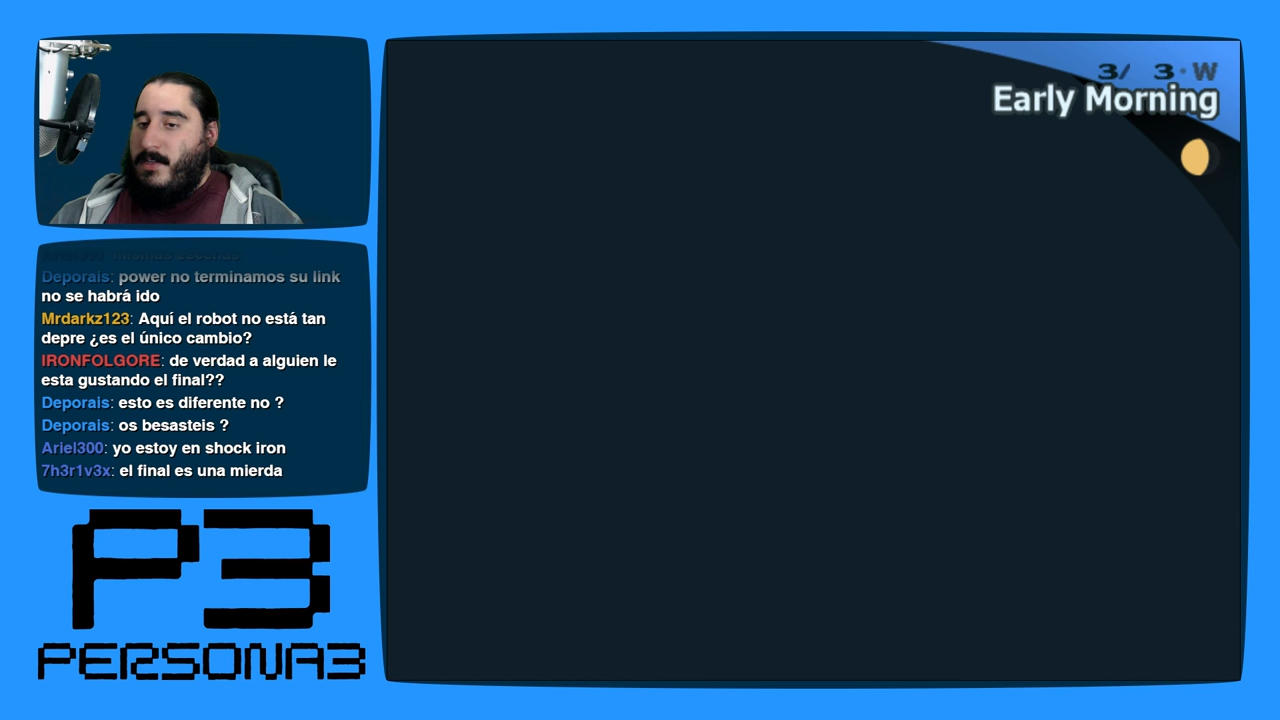 3/ 3·W
Early Morning
Deporais: power no terminamos su link
no se habrá ido
Mrdarkz123: Aquí el robot no está tan
depre ¿es el único cambio?
IRONFOLGORE: de verdad a alguien le
esta gustando el final??
Deporais: esto es diferente no ?
Deporais: os besasteis ?
Ariel300: yo estoy en shock iron
7h3r1v3x: el final es una mierda
P3
PERSONA3